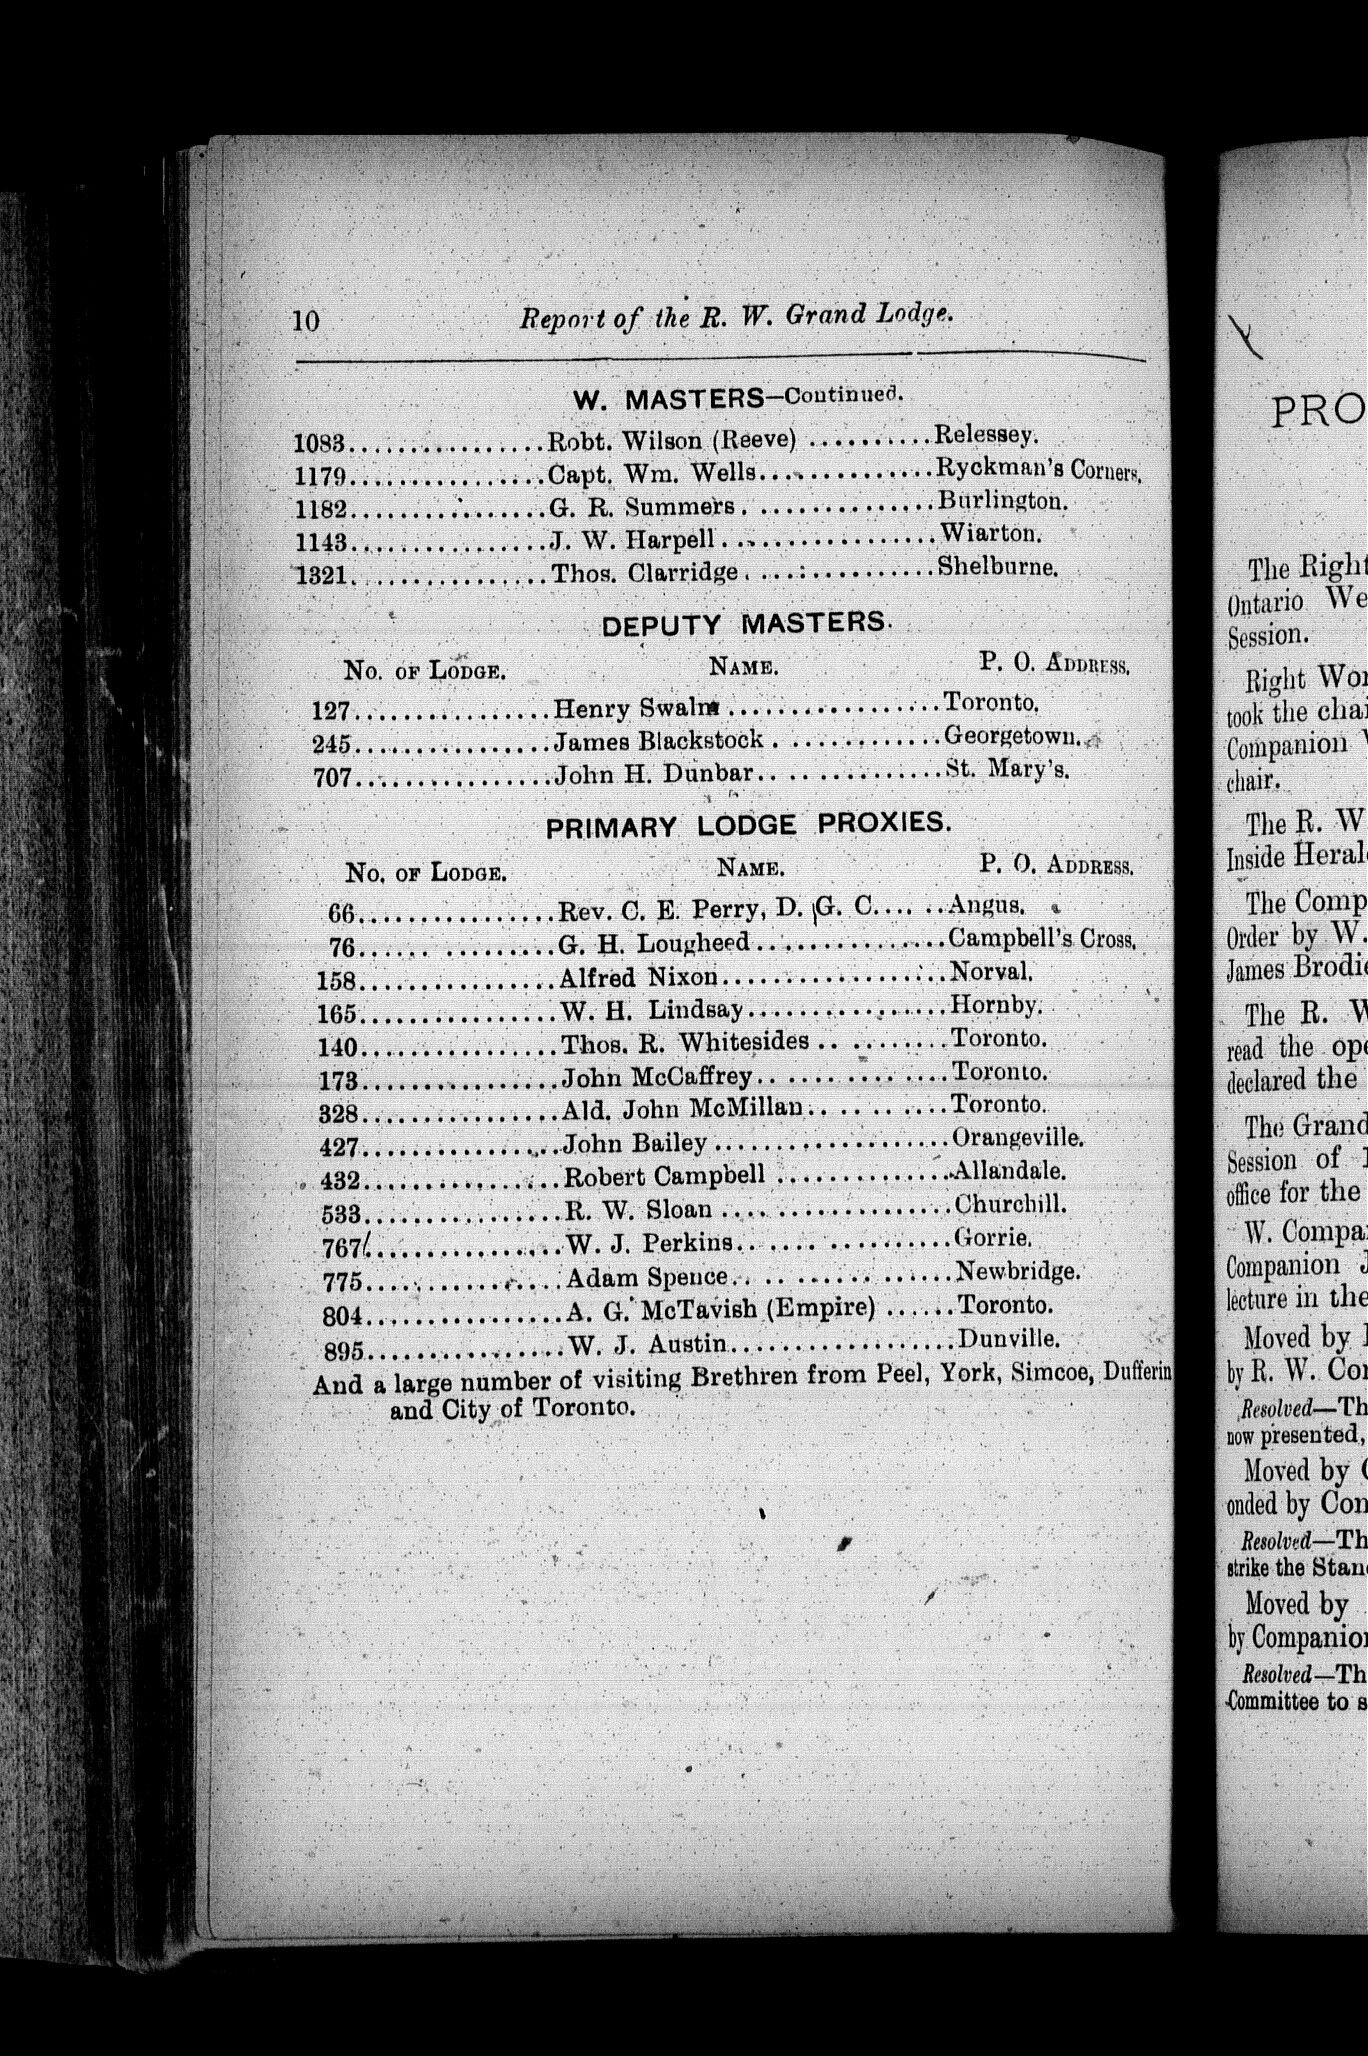 10 Report of the R. W. Grand Lodge.
W. MASTERS—Continued.
1083................Robt. Wilson (Reeve) ..........Relessey.
1179................Capt. Wm. Wells..............Ryckman's Corners.
1182................G. R. Summers. ..............Burlington.
1143................J. W. Harpell .................Wiarton.
1321................Thos. Clarridge. ..............Shelburne.
DEPUTY MASTERS.
No. of Lodge. Name. P. O. Address.
127................Henry Swalm .................Toronto.
245................James Blackstock . .............Georgetown.
707................John H. Dunbar...............St. Mary's.
PRIMARY LODGE PROXIES.
No. of Lodge. Name. P. O. Address.
66................Rev. C. E. Perry, D. G. C.... ..Angus.
76...... .........G. H. Lougheed................Campbell's Cross.
158................Alfred Nixon..................Norval.
165................W. H. Lindsay................Hornby.
140................Thos. R. Whitesides .. ........Toronto.
173................John McCaffrey.. ..... .... ....Toronto.
328................Ald. John McMillan.. .. .. ....Toronto.
427................John Bailey ...................Orangeville.
432................Robert Campbell ..............Allandale.
533................R. W. Sloan ...................Churchill.
767................W. J. Perkins....... ..........Gorrie.
775................Adam Spence.. .. ....... ......Newbridge.
804................A. G. McTavish (Empire) ......Toronto.
895................W. J. Austin..................Dunville.
And a large number of visiting Brethren from Peel, York, Simcoe, Dufferin
and City of Toronto.
PRO
The Right
Ontario We
Session.
Right Wor
took the chai
Companion
chair.
The R. W
Inside Heral
The Comp
Order by W.
James Brodie
The R. W
read the ope
declared the
The Grand
Session of
office for the
W. Compa
Companion J
lecture in the
Moved by
by R. W. Con
Resolved—Th
now presented,
Moved by C
onded by Con
Resolved—Th
strike the Stan
Moved by
by Companion
Resolved—Th
Committee to s